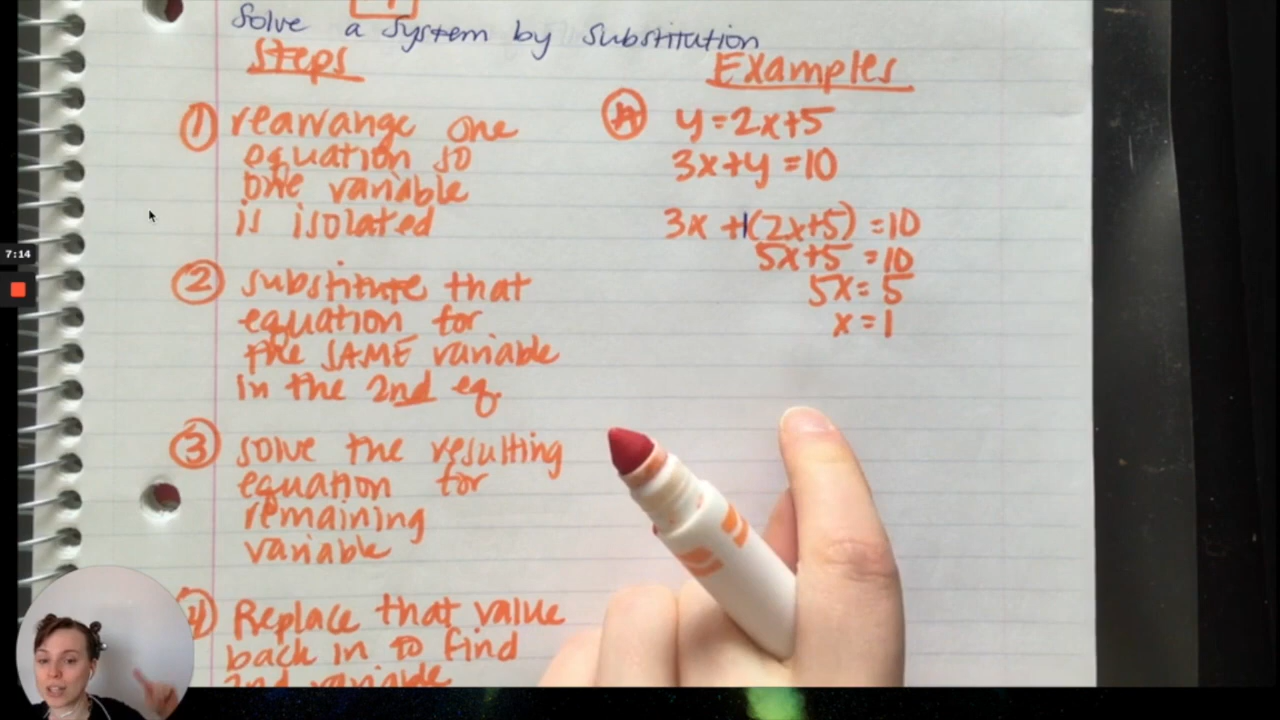 Solve a System by Substitution
Steps
① rearrange one
equation so
one variable
is isolated
② substitute that
equation for
the SAME variable
in the 2nd eq.
③ solve the resulting
equation for
remaining
variable
④ Replace that value
back in to find
2nd variable
Examples
Ⓐ y=2x+5
3x+y=10
3x+1(2x+5)=10
5x+5=10
5x=5
x=1
7:14